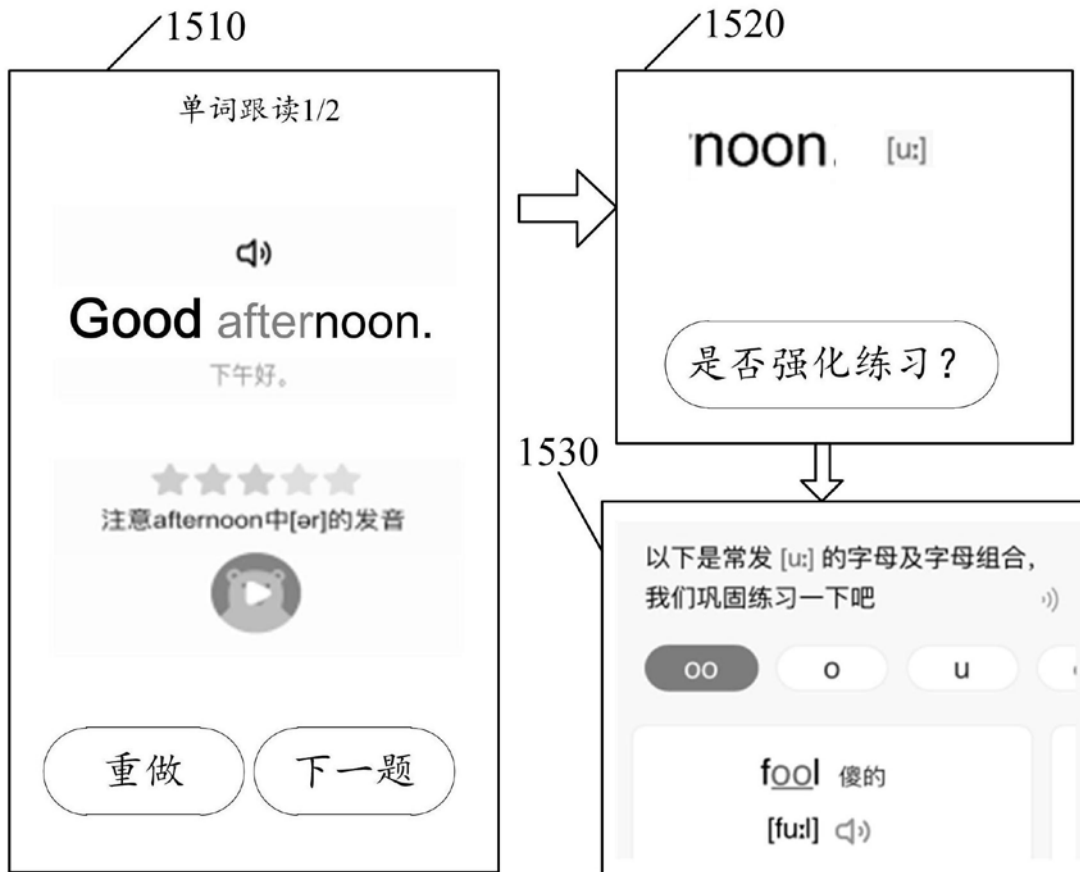 1510
单词跟读1/2
Good afternoon.
下午好。
注意afternoon中[ər]的发音
重做
下一题
1520
noon.
[u:]
是否强化练习？
1530
以下是常发 [u:] 的字母及字母组合，
我们巩固练习一下吧
oo
o
u
fool 傻的
[fu:l]